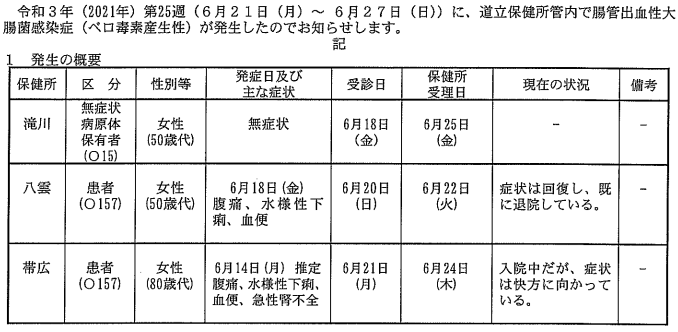 令和３年（2021年）第25週（６月２１日（月）～ ６月２７日（日））に、道立保健所管内で腸管出血性大
腸菌感染症（ベロ毒素産生性）が発生したのでお知らせします。
記
１　発生の概要
保健所 区　分 性別等 発症日及び 主な症状 受診日 保健所 受理日 現在の状況 備考
滝川 無症状 病原体 保有者 (Ｏ15) 女性 (50歳代) 無症状 6月18日 (金) 6月25日 (金) － －
八雲 患者 (Ｏ157) 女性 (50歳代) 6月18日(金) 腹痛、水様性下 痢、血便 6月20日 (日) 6月22日 (火) 症状は回復し、既 に退院している。 －
帯広 患者 (Ｏ157) 女性 (80歳代) 6月14日(月) 推定 腹痛、水様性下痢、 血便、急性腎不全 6月21日 (月) 6月24日 (木) 入院中だが、症状 は快方に向かって いる。 －